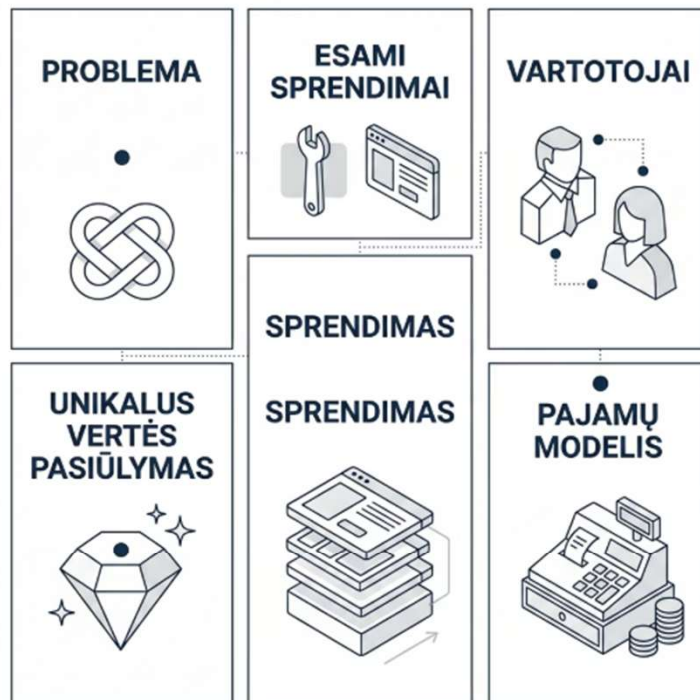 PROBLEMA
ESAMI
SPRENDIMAI
VARTOTOJAI
SPRENDIMAS
SPRENDIMAS
UNIKALUS
VERTĖS
PASIŪLYMAS
PAJAMŲ
MODELIS